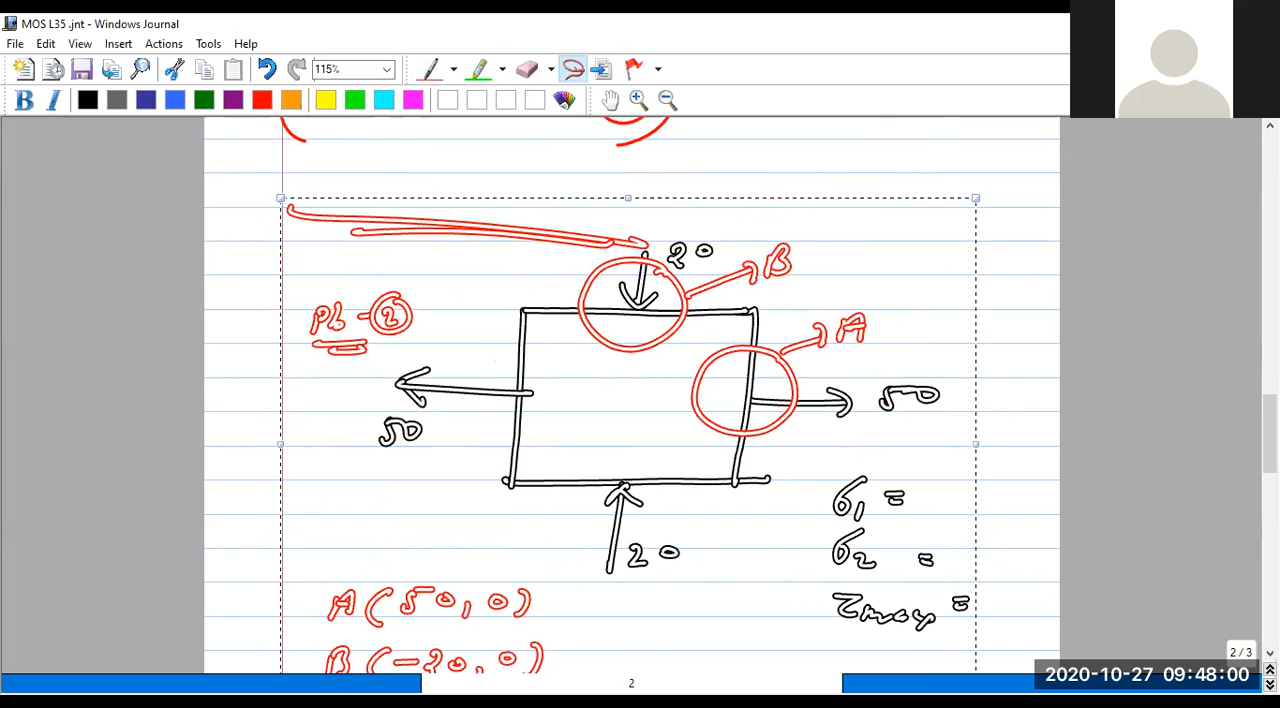 MOS L35 .jnt - Windows Journal
File Edit View Insert Actions Tools Help
115%
B I
20
B
Pb - 2
A
50
50
σ1 =
20
σ2 =
A (50, 0)
τmax =
B (-20, 0)
2 / 3
2
2020-10-27 09:48:00